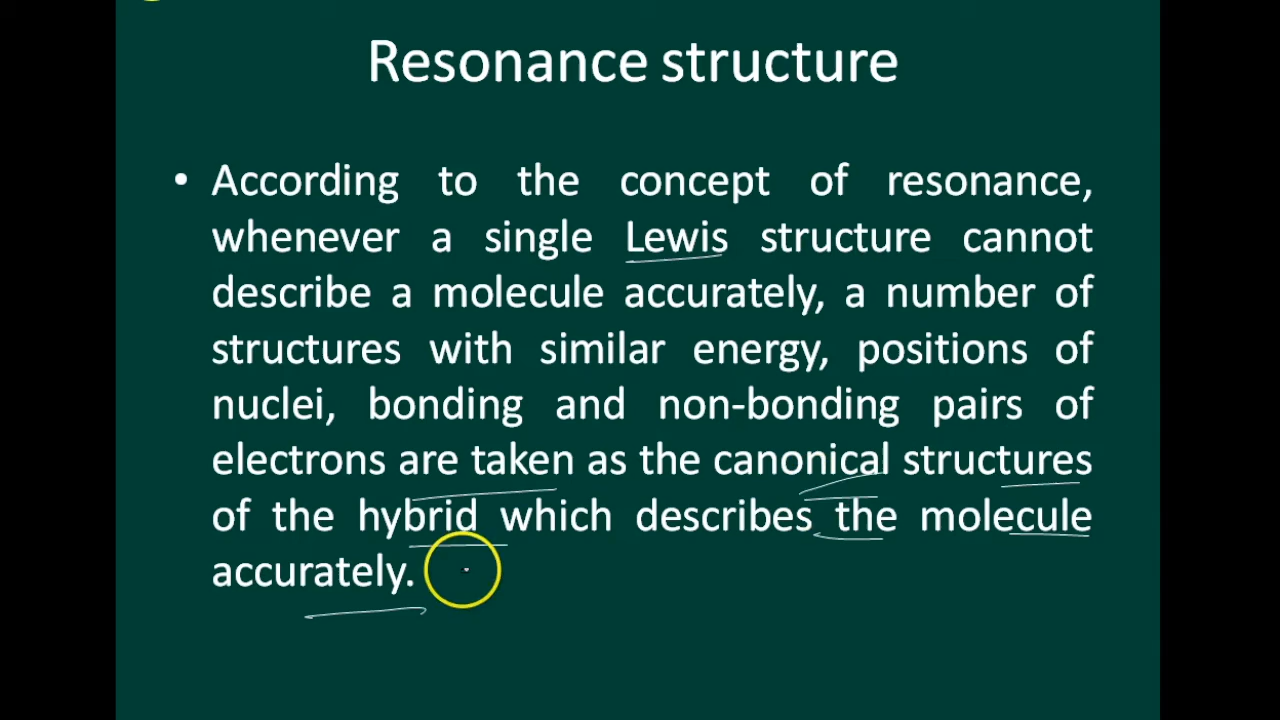 Resonance structure
• According to the concept of resonance,
whenever a single Lewis structure cannot
describe a molecule accurately, a number of
structures with similar energy, positions of
nuclei, bonding and non-bonding pairs of
electrons are taken as the canonical structures
of the hybrid which describes the molecule
accurately.